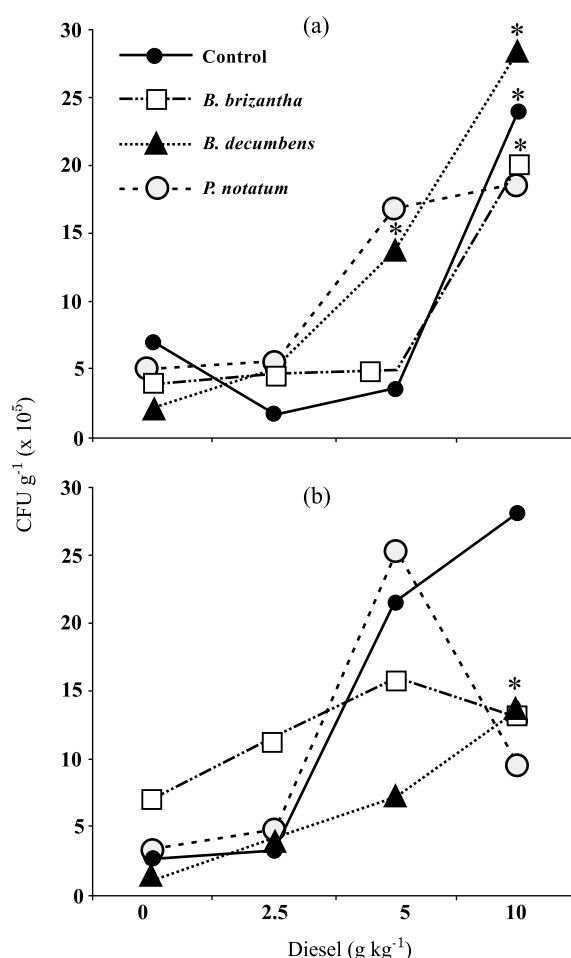 (a)
30
25
20
15
10
5
0
Control
B. brizantha
B. decumbens
P. notatum
*
*
*
*
CFU g⁻¹ (x 10⁵)
(b)
30
25
20
15
10
5
0
*
0 2.5 5 10
Diesel (g kg⁻¹)